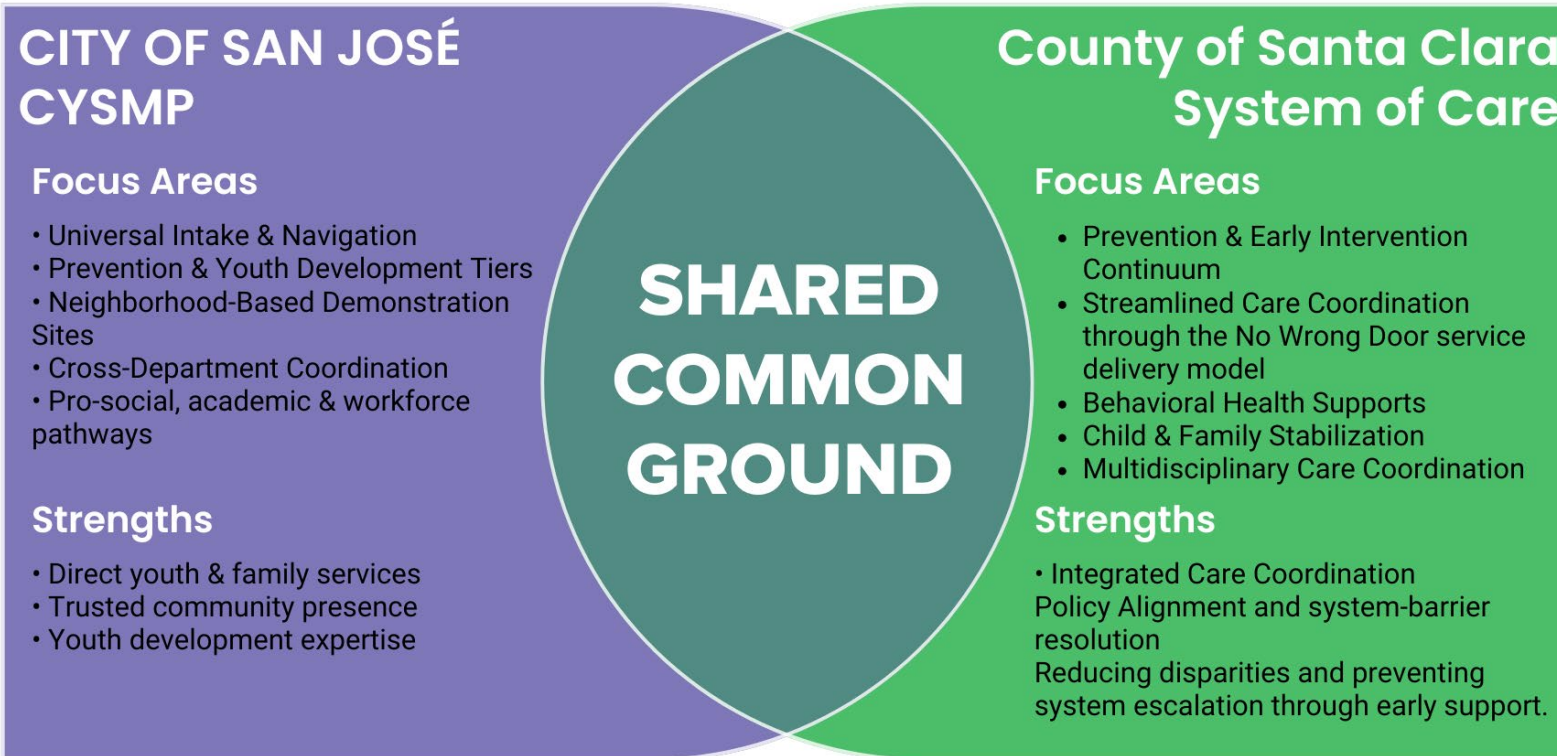 CITY OF SAN JOSÉ
CYSMP
Focus Areas
• Universal Intake & Navigation
• Prevention & Youth Development Tiers
• Neighborhood-Based Demonstration
Sites
• Cross-Department Coordination
• Pro-social, academic & workforce
pathways
Strengths
• Direct youth & family services
• Trusted community presence
• Youth development expertise
SHARED
COMMON
GROUND
County of Santa Clara
System of Care
Focus Areas
• Prevention & Early Intervention
Continuum
• Streamlined Care Coordination
through the No Wrong Door service
delivery model
• Behavioral Health Supports
• Child & Family Stabilization
• Multidisciplinary Care Coordination
Strengths
• Integrated Care Coordination
Policy Alignment and system-barrier
resolution
Reducing disparities and preventing
system escalation through early support.